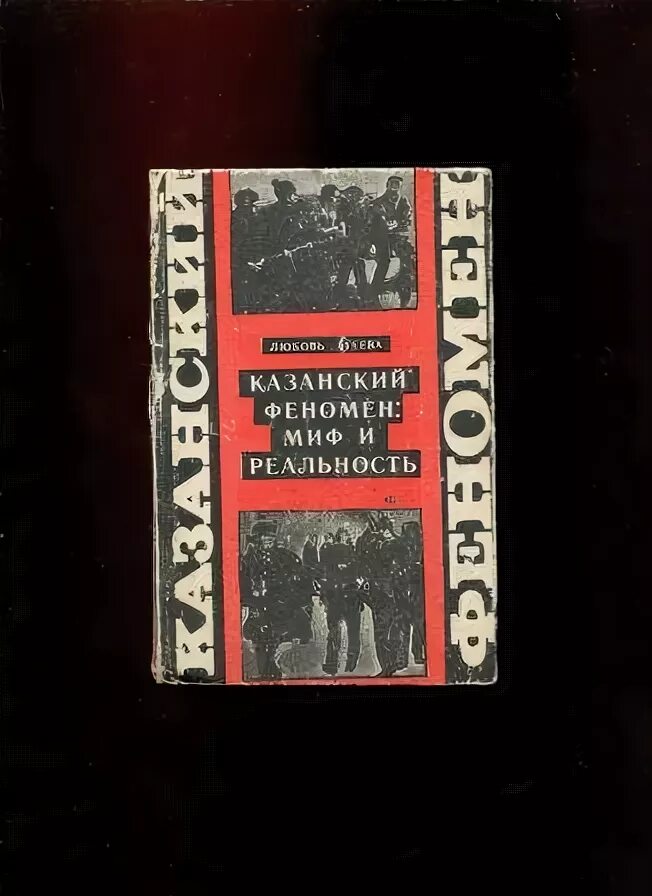 КАЗАНСКИЙ
ЛЮБОВЬ
КАЗАНСКИЙ
ФЕНОМЕН:
МИФ И
РЕАЛЬНОСТЬ
ФЕНОМЕН